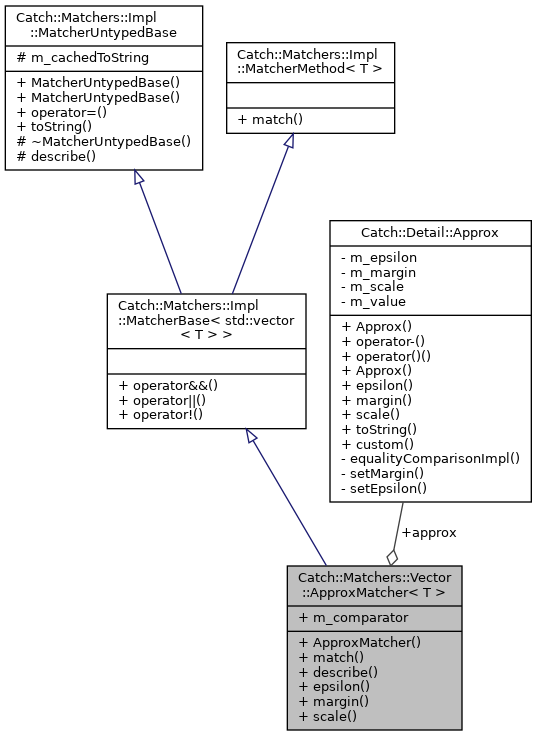 Catch::Matchers::Impl
::MatcherUntypedBase
# m_cachedToString
+ MatcherUntypedBase()
+ MatcherUntypedBase()
+ operator=()
+ toString()
# ~MatcherUntypedBase()
# describe()
Catch::Matchers::Impl
::MatcherMethod< T >
+ match()
Catch::Matchers::Impl
::MatcherBase< std::vector
< T > >
+ operator&&()
+ operator||()
+ operator!()
Catch::Detail::Approx
- m_epsilon
- m_margin
- m_scale
- m_value
+ Approx()
+ operator-()
+ operator()()
+ Approx()
+ epsilon()
+ margin()
+ scale()
+ toString()
+ custom()
- equalityComparisonImpl()
- setMargin()
- setEpsilon()
+approx
Catch::Matchers::Vector
::ApproxMatcher< T >
+ m_comparator
+ ApproxMatcher()
+ match()
+ describe()
+ epsilon()
+ margin()
+ scale()